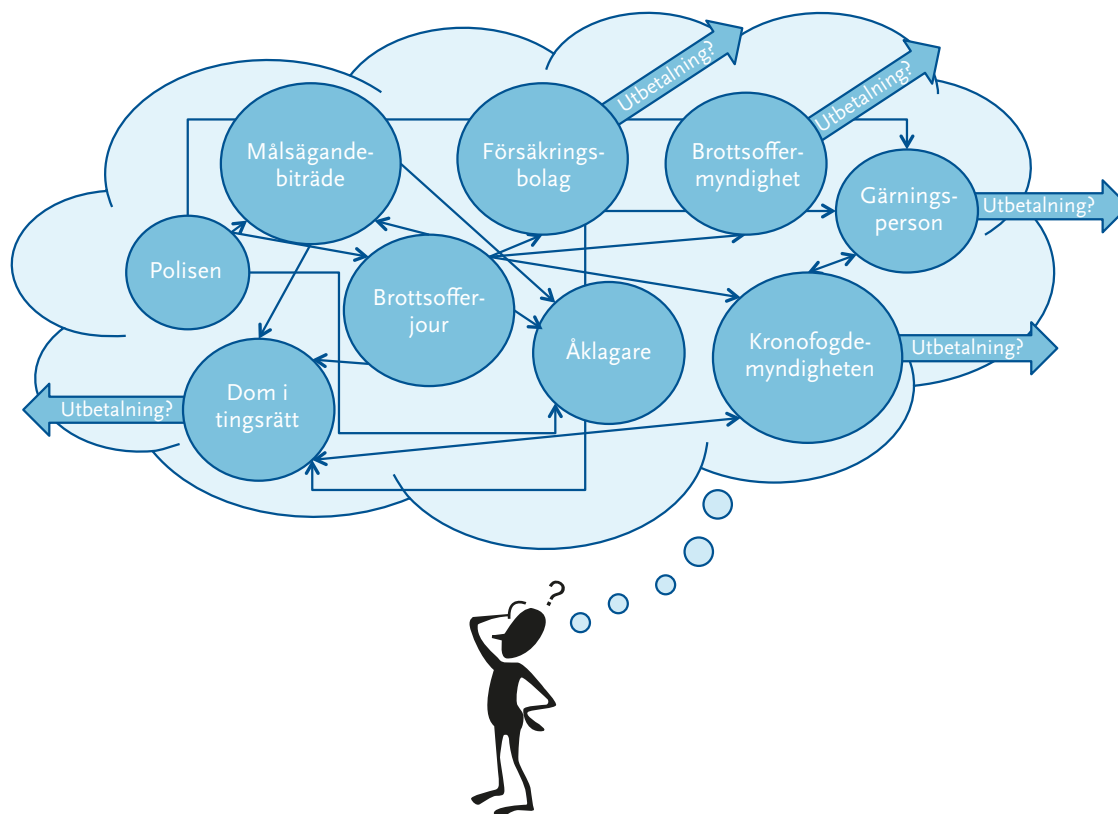 Utbetalning?
Utbetalning?
Målsägande-
biträde
Försäkrings-
bolag
Brottsoffer-
myndighet
Gärnings-
person
Utbetalning?
Polisen
Brottsoffer-
jour
Åklagare
Kronofogde-
myndigheten
Utbetalning?
Dom i
tingsrätt
Utbetalning?
?